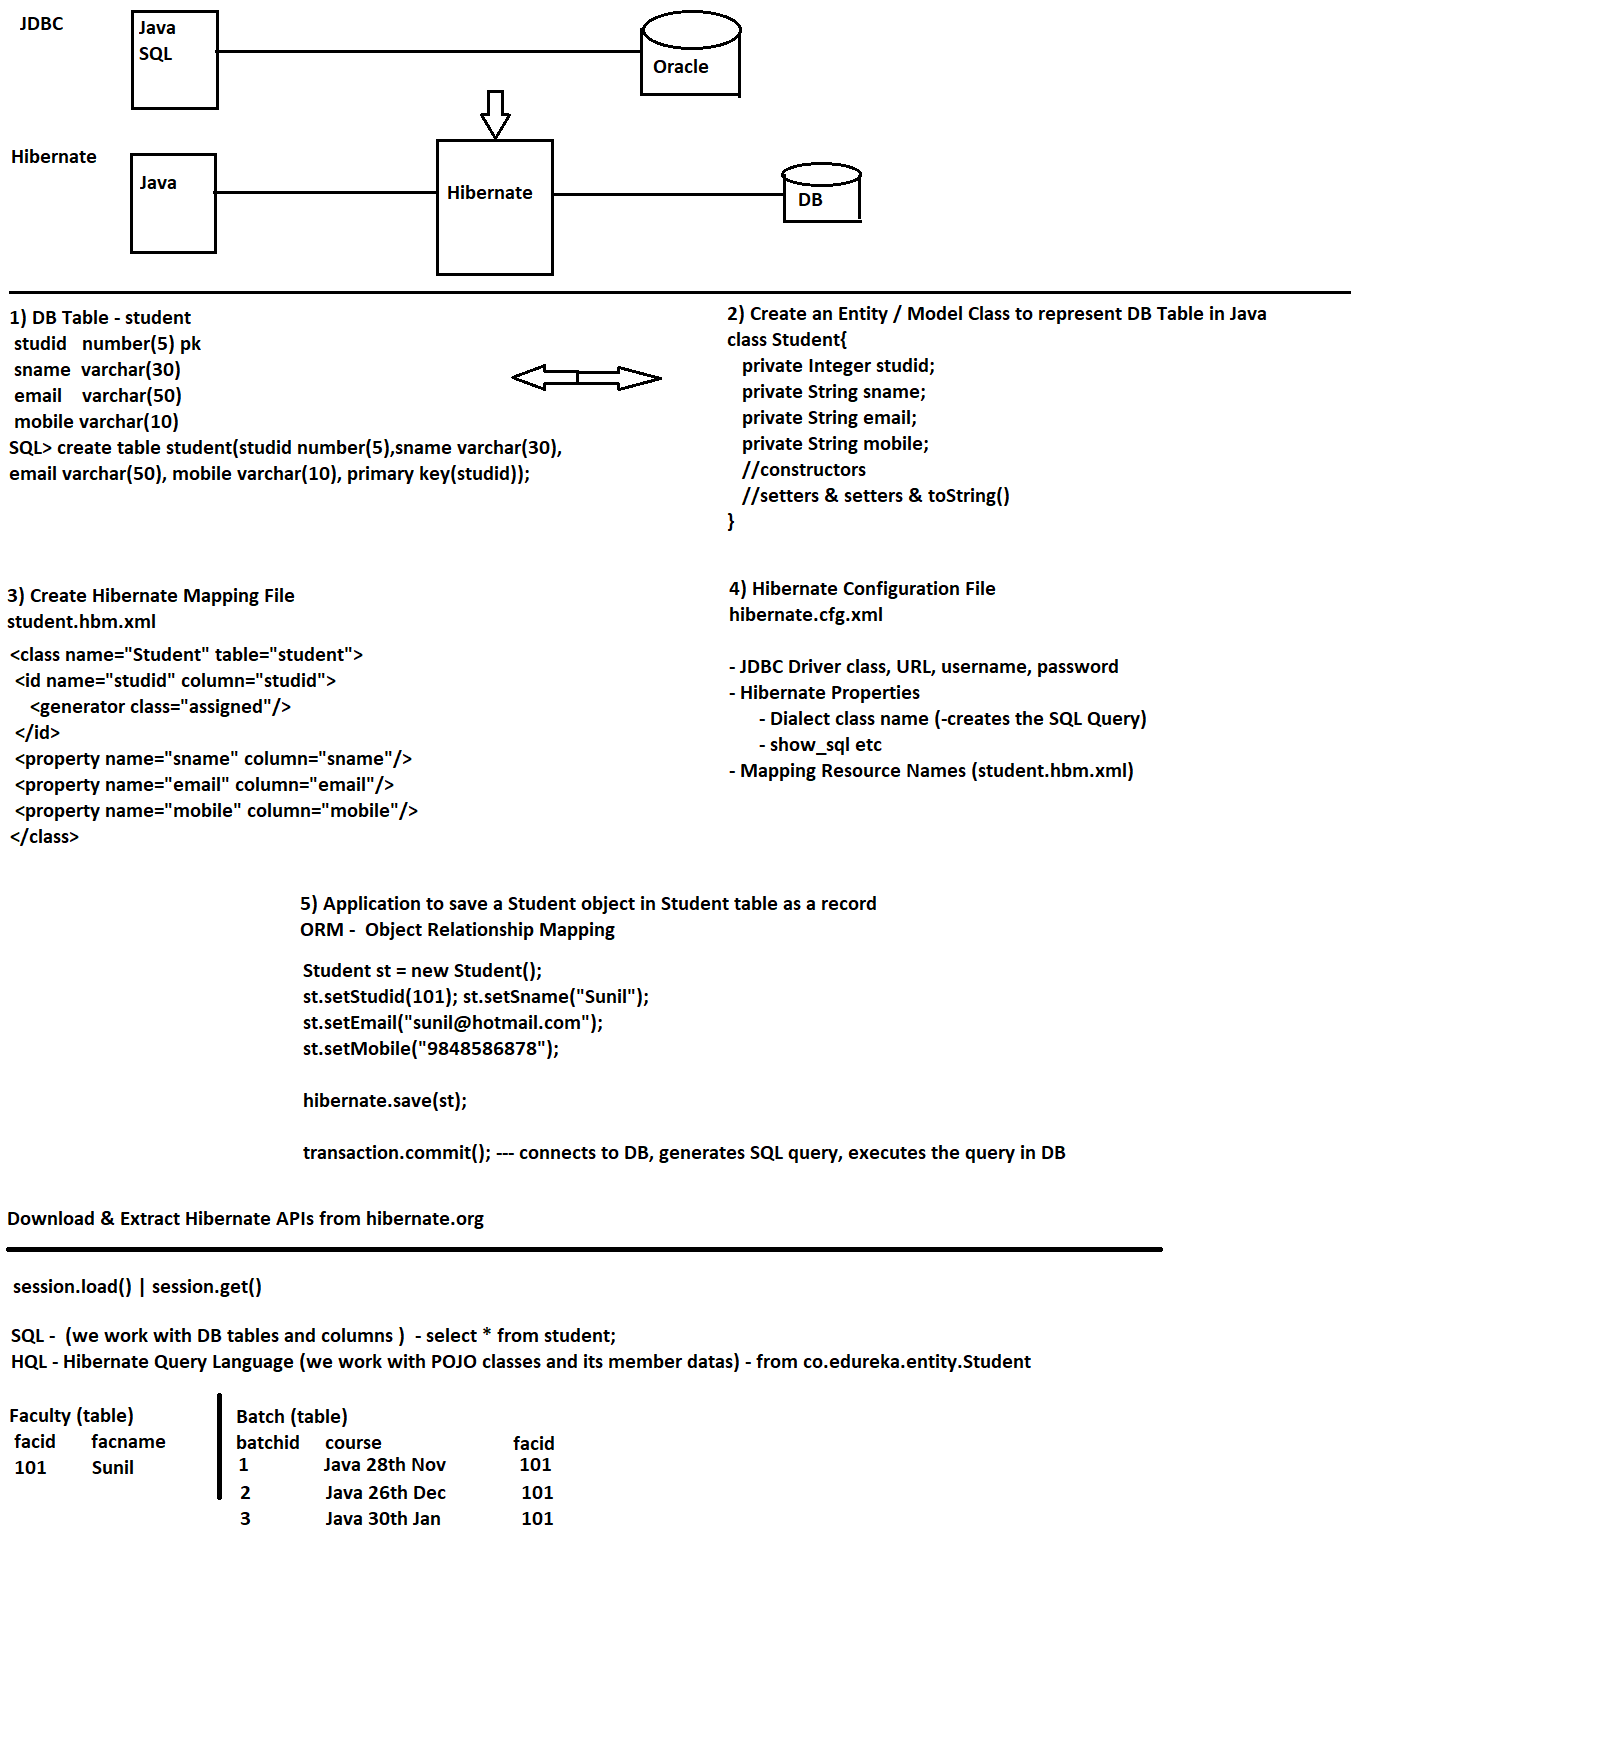 JDBC
Java
SQL
Oracle
Hibernate
Java
Hibernate
DB
1) DB Table - student
studid number(5) pk
sname varchar(30)
email varchar(50)
mobile varchar(10)
SQL> create table student(studid number(5),sname varchar(30),
email varchar(50), mobile varchar(10), primary key(studid));
2) Create an Entity / Model Class to represent DB Table in Java
class Student{
private Integer studid;
private String sname;
private String email;
private String mobile;
//constructors
//setters & setters & toString()
}
3) Create Hibernate Mapping File
student.hbm.xml
<class name="Student" table="student">
<id name="studid" column="studid">
<generator class="assigned"/>
</id>
<property name="sname" column="sname"/>
<property name="email" column="email"/>
<property name="mobile" column="mobile"/>
</class>
4) Hibernate Configuration File
hibernate.cfg.xml
- JDBC Driver class, URL, username, password
- Hibernate Properties
- Dialect class name (-creates the SQL Query)
- show_sql etc
- Mapping Resource Names (student.hbm.xml)
5) Application to save a Student object in Student table as a record
ORM - Object Relationship Mapping
Student st = new Student();
st.setStudid(101); st.setSname("Sunil");
st.setEmail("sunil@hotmail.com");
st.setMobile("9848586878");
hibernate.save(st);
transaction.commit(); --- connects to DB, generates SQL query, executes the query in DB
Download & Extract Hibernate APIs from hibernate.org
session.load() | session.get()
SQL - (we work with DB tables and columns ) - select * from student;
HQL - Hibernate Query Language (we work with POJO classes and its member datas) - from co.edureka.entity.Student
Faculty (table)
facid facname
101 Sunil
Batch (table)
batchid course facid
1 Java 28th Nov 101
2 Java 26th Dec 101
3 Java 30th Jan 101